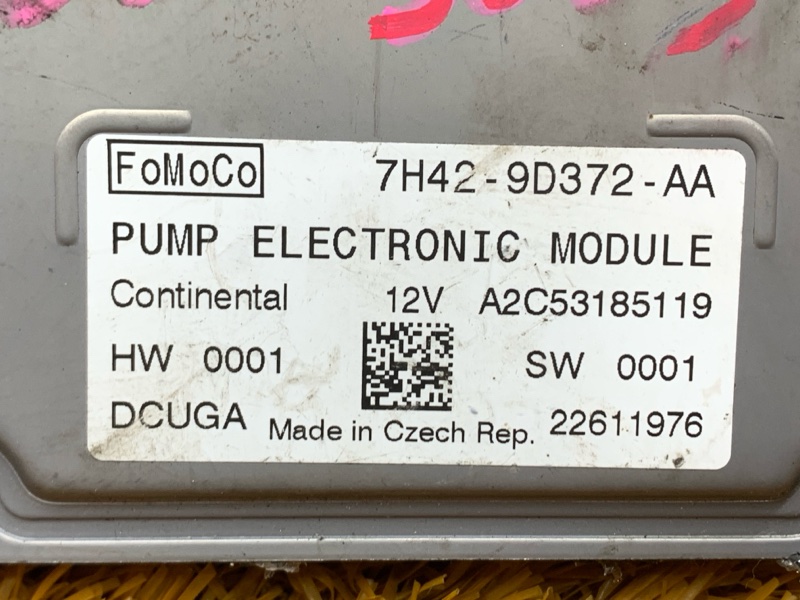 FoMoCo 7H42-9D372-AA
PUMP ELECTRONIC MODULE
Continental 12V A2C53185119
HW 0001 SW 0001
DCUGA Made in Czech Rep. 22611976